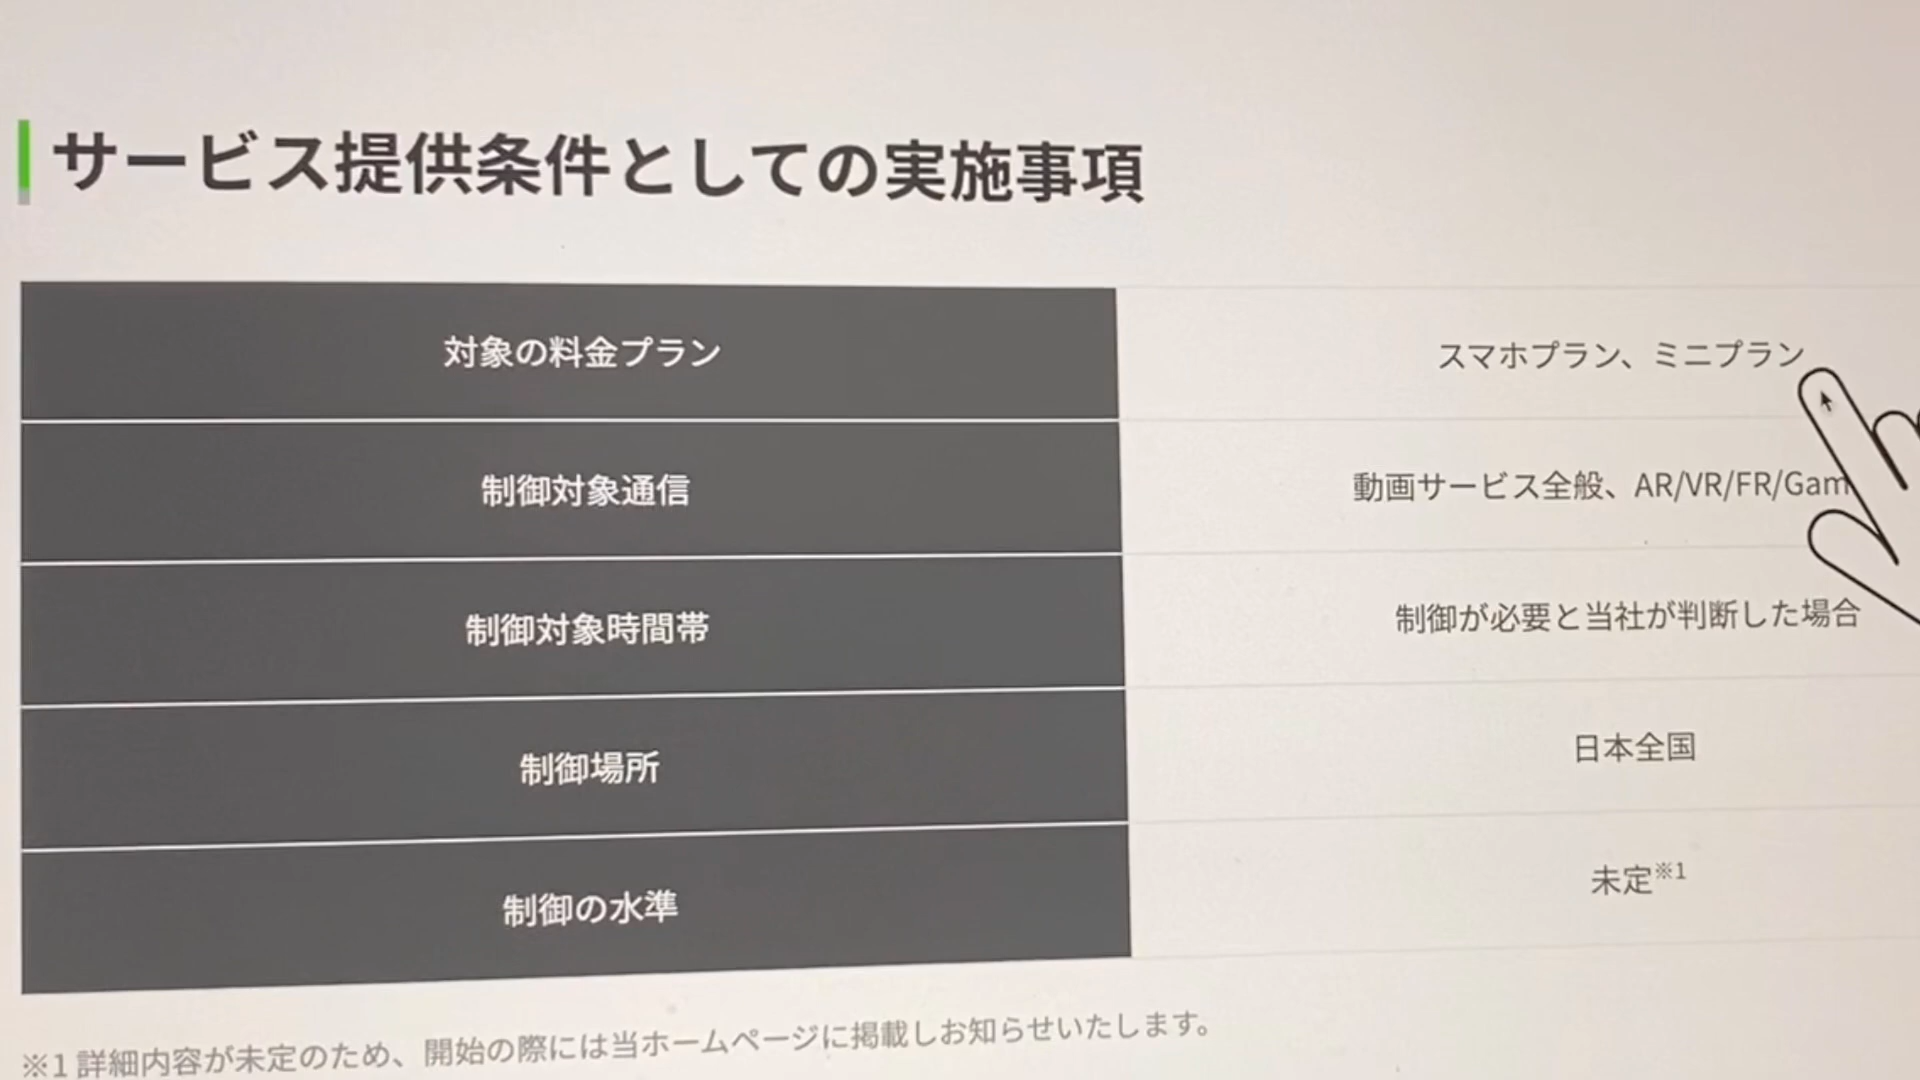 サービス提供条件としての実施事項
対象の料金プラン スマホプラン、ミニプラン
制御対象通信 動画サービス全般、AR/VR/FR/Gam
制御対象時間帯 制御が必要と当社が判断した場合
制御場所 日本全国
制御の水準 未定※1
※1 詳細内容が未定のため、開始の際には当ホームページに掲載しお知らせいたします。